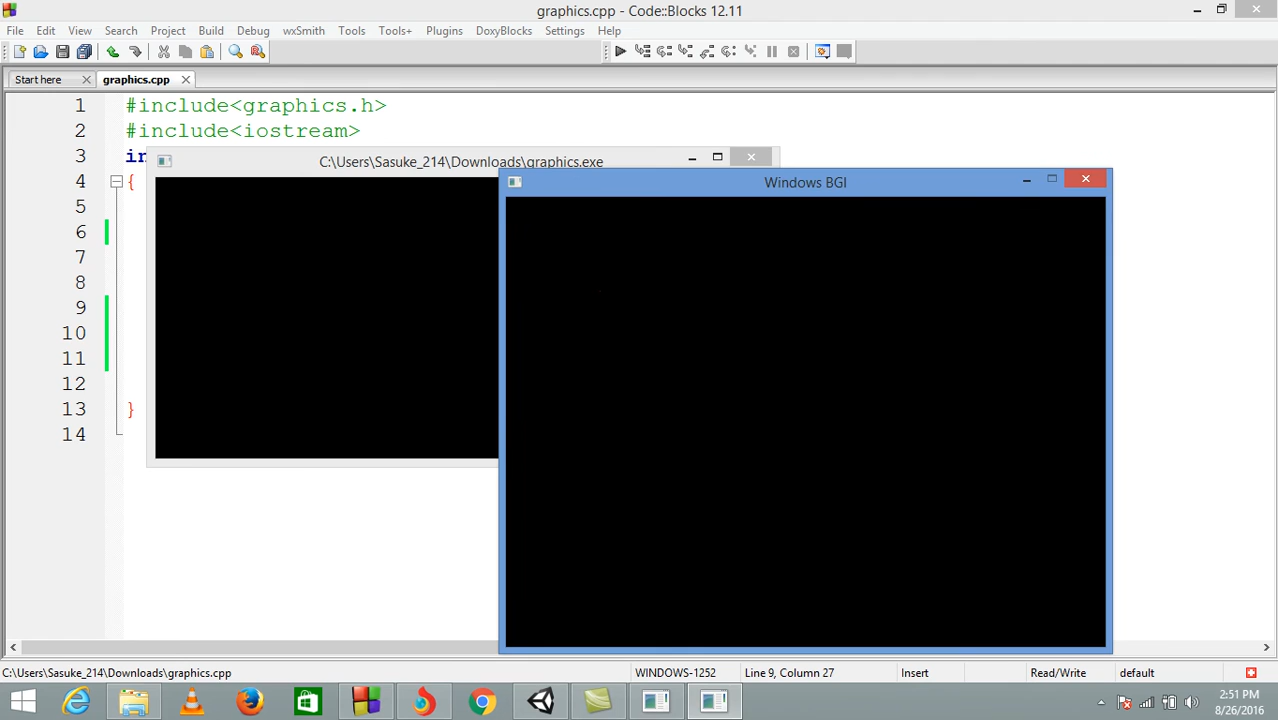 graphics.cpp - Code::Blocks 12.11
File Edit View Search Project Build Debug wxSmith Tools Tools+ Plugins DoxyBlocks Settings Help
Start here graphics.cpp
1 #include<graphics.h>
2 #include<iostream>
3 in
C:\Users\Sasuke_214\Downloads\graphics.exe
4 {
Windows BGI
5
6
7
8
9
10
11
12
13 }
14
C:\Users\Sasuke_214\Downloads\graphics.cpp WINDOWS-1252 Line 9, Column 27 Insert Read/Write default
2:51 PM
8/26/2016